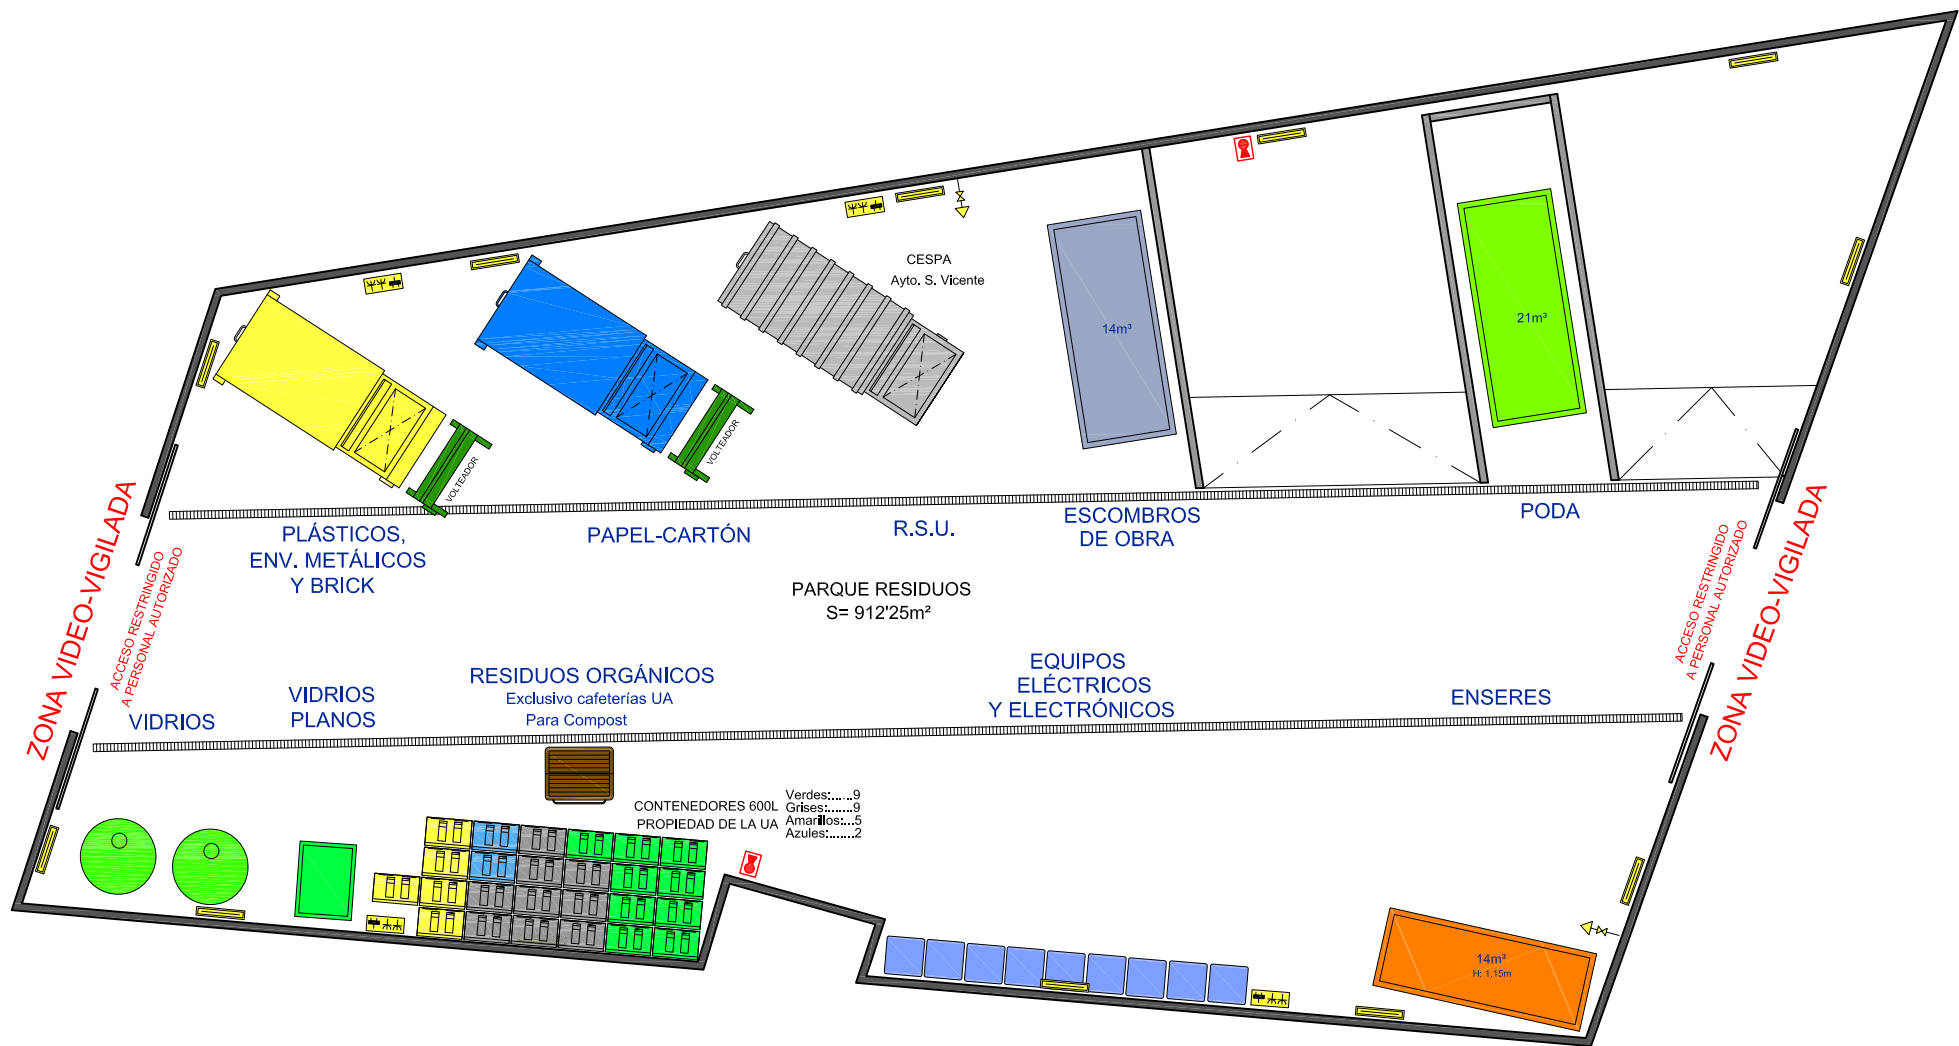 CESPA
Ayto. S. Vicente
14m³
21m³
VOLTEADOR
VOLTEADOR
PLÁSTICOS,
ENV. METÁLICOS
Y BRICK
PAPEL-CARTÓN
R.S.U.
ESCOMBROS
DE OBRA
PODA
ZONA VIDEO-VIGILADA
ACCESO RESTRINGIDO
A PERSONAL AUTORIZADO
PARQUE RESIDUOS
S= 912'25m²
ACCESO RESTRINGIDO
A PERSONAL AUTORIZADO
ZONA VIDEO-VIGILADA
VIDRIOS
VIDRIOS
PLANOS
RESIDUOS ORGÁNICOS
Exclusivo cafeterías UA
Para Compost
EQUIPOS
ELÉCTRICOS
Y ELECTRÓNICOS
ENSERES
CONTENEDORES 600L
PROPIEDAD DE LA UA
Verdes:......9
Grises:.......9
Amarillos:...5
Azules:.......2
14m³
H: 1.15m